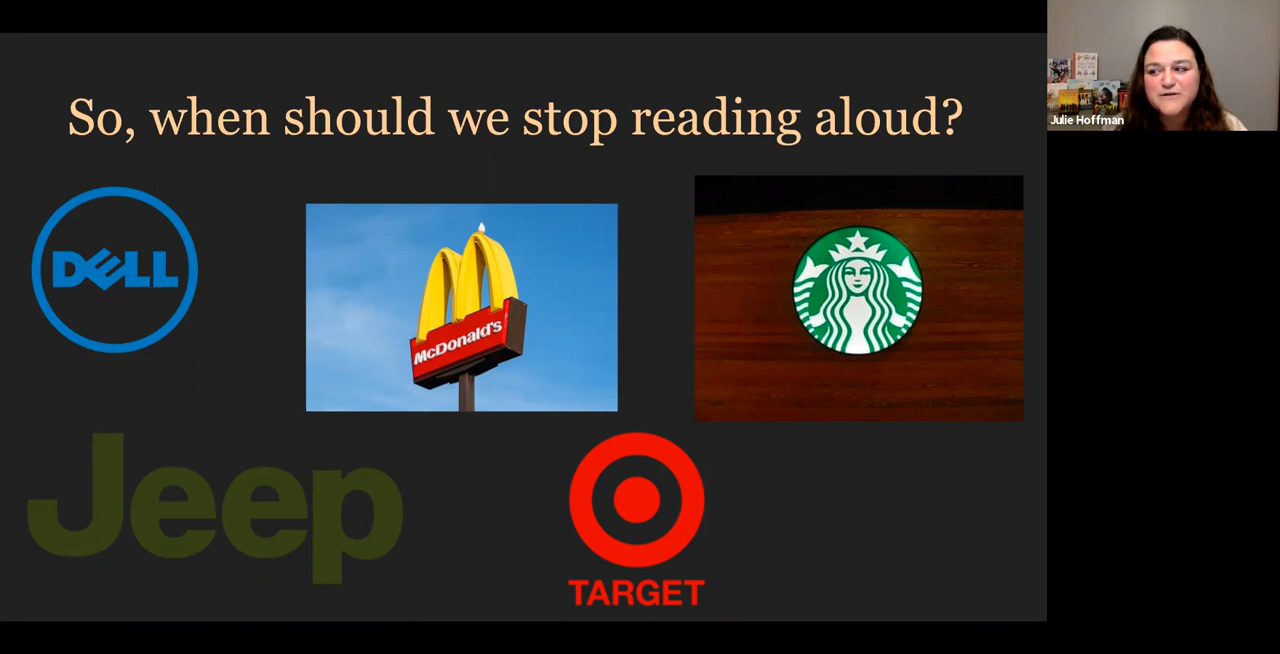 So, when should we stop reading aloud?
Julie Hoffman
DELL
McDonald's
Jeep
TARGET